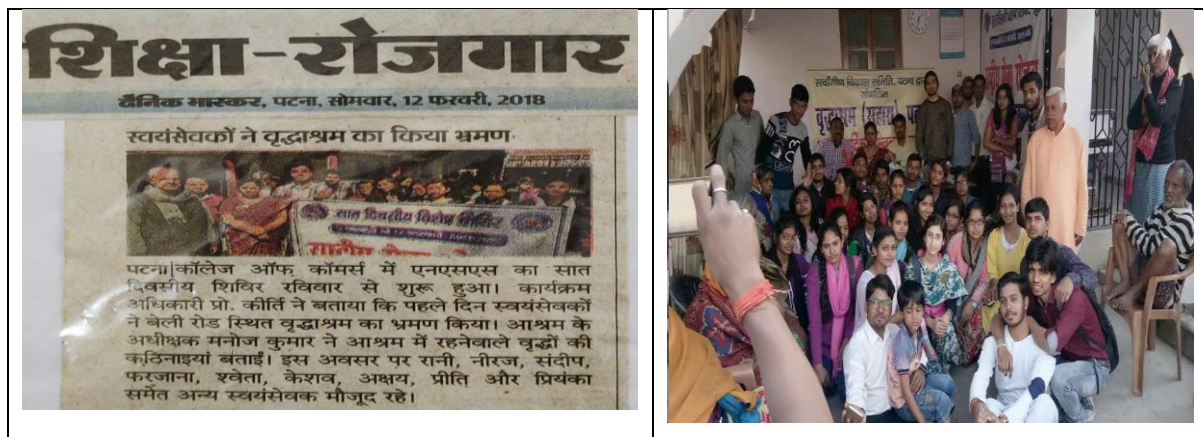 शिक्षा-रोजगार
दैनिक भास्कर, पटना, सोमवार, 12 फरवरी, 2018
स्वयंसेवकों ने वृद्धाश्रम का किया भ्रमण
सात दिवसीय विशेष शिविर
पटना कॉलेज ऑफ कॉमर्स में एनएसएस का सात
दिवसीय शिविर रविवार से शुरू हुआ। कार्यक्रम
अधिकारी प्रो. कीर्ति ने बताया कि पहले दिन स्वयंसेवकों
ने बेली रोड स्थित वृद्धाश्रम का भ्रमण किया। आश्रम के
अधीक्षक मनोज कुमार ने आश्रम में रहनेवाले वृद्धों की
कठिनाइयां बताईं। इस अवसर पर रानी, नीरज, संदीप,
फरजाना, श्वेता, केशव, अक्षय, प्रीति और प्रियंका
समेत अन्य स्वयंसेवक मौजूद रहे।
सर्वांगीण विकास समिति, पटना द्वा
संचालित
वृद्धाश्रम (सहारा) प